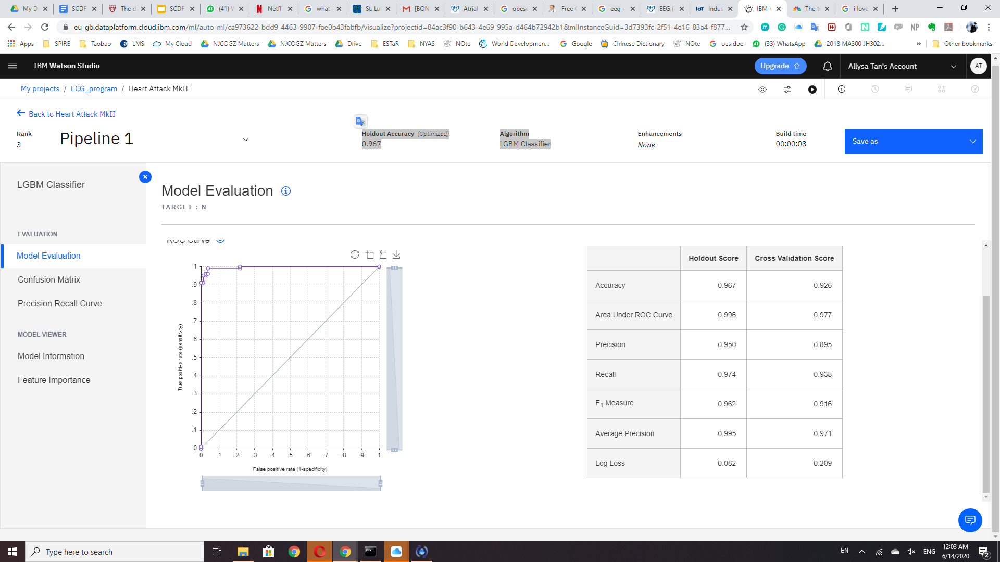 My D
SCDF
The d
SCDF
(41) W
Netfli
what
St. Lu
M [BON
Atrial
obese
Free
eeg -
EEG (
IoT Indus
IBM
The t
i love
eu-gb.dataplatform.cloud.ibm.com/ml/auto-ml/ca973622-bdd9-4463-9907-fae0b43fabfb/visualize?projectid=84ac3f90-b643-4e69-995a-d464b72942b1&mlInstanceGuid=3d7393fc-2f51-4e16-83a4-f877...
Apps
SPIRE
Taobao
LMS
My Cloud
NJCOGZ Matters
NJCOGZ Matters
Drive
ESTaR
NYAS
NOte
World Developmen...
Google
Chinese Dictionary
NOte
oes doe
(33) WhatsApp
2018 MA300 JH302...
»
Other bookmarks
IBM Watson Studio
Upgrade
Allysa Tan's Account
AT
My projects / ECG_program / Heart Attack MkII
Back to Heart Attack MkII
Rank
3
Pipeline 1
Holdout Accuracy (Optimized)
0.967
Algorithm
LGBM Classifier
Enhancements
None
Build time
00:00:08
Save as
LGBM Classifier
EVALUATION
Model Evaluation
Confusion Matrix
Precision Recall Curve
MODEL VIEWER
Model Information
Feature Importance
Model Evaluation
TARGET : N
ROC Curve
True positive rate (sensitivity)
1
.9
.8
.7
.6
.5
.4
.3
.2
.1
0
0 .1 .2 .3 .4 .5 .6 .7 .8 .9 1
False positive rate (1-specificity)
Holdout Score Cross Validation Score
Accuracy 0.967 0.926
Area Under ROC Curve 0.996 0.977
Precision 0.950 0.895
Recall 0.974 0.938
F1 Measure 0.962 0.916
Average Precision 0.995 0.971
Log Loss 0.082 0.209
Type here to search
EN
ENG
12:03 AM
6/14/2020
2